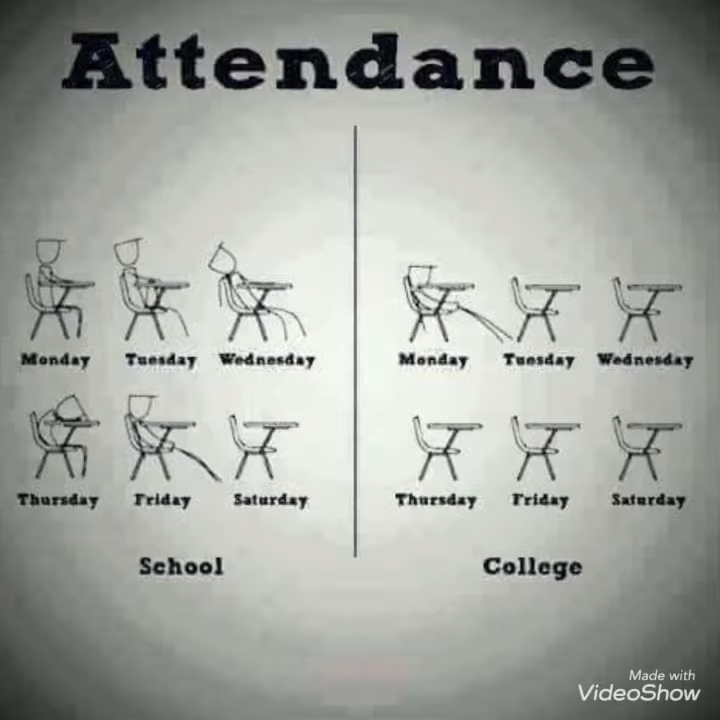 Attendance
Monday Tuesday Wednesday
Thursday Friday Saturday
School
Monday Tuesday Wednesday
Thursday Friday Saturday
College
Made with
VideoShow